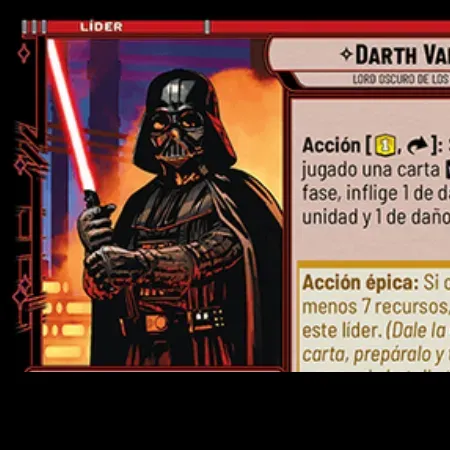 LÍDER
DARTH VA
LORD OSCURO DE LOS
Acción [1, ]:
jugado una carta
fase, inflige 1 de d
unidad y 1 de daño
Acción épica: Si
menos 7 recursos,
este líder. (Dale la
carta, prepáralo y